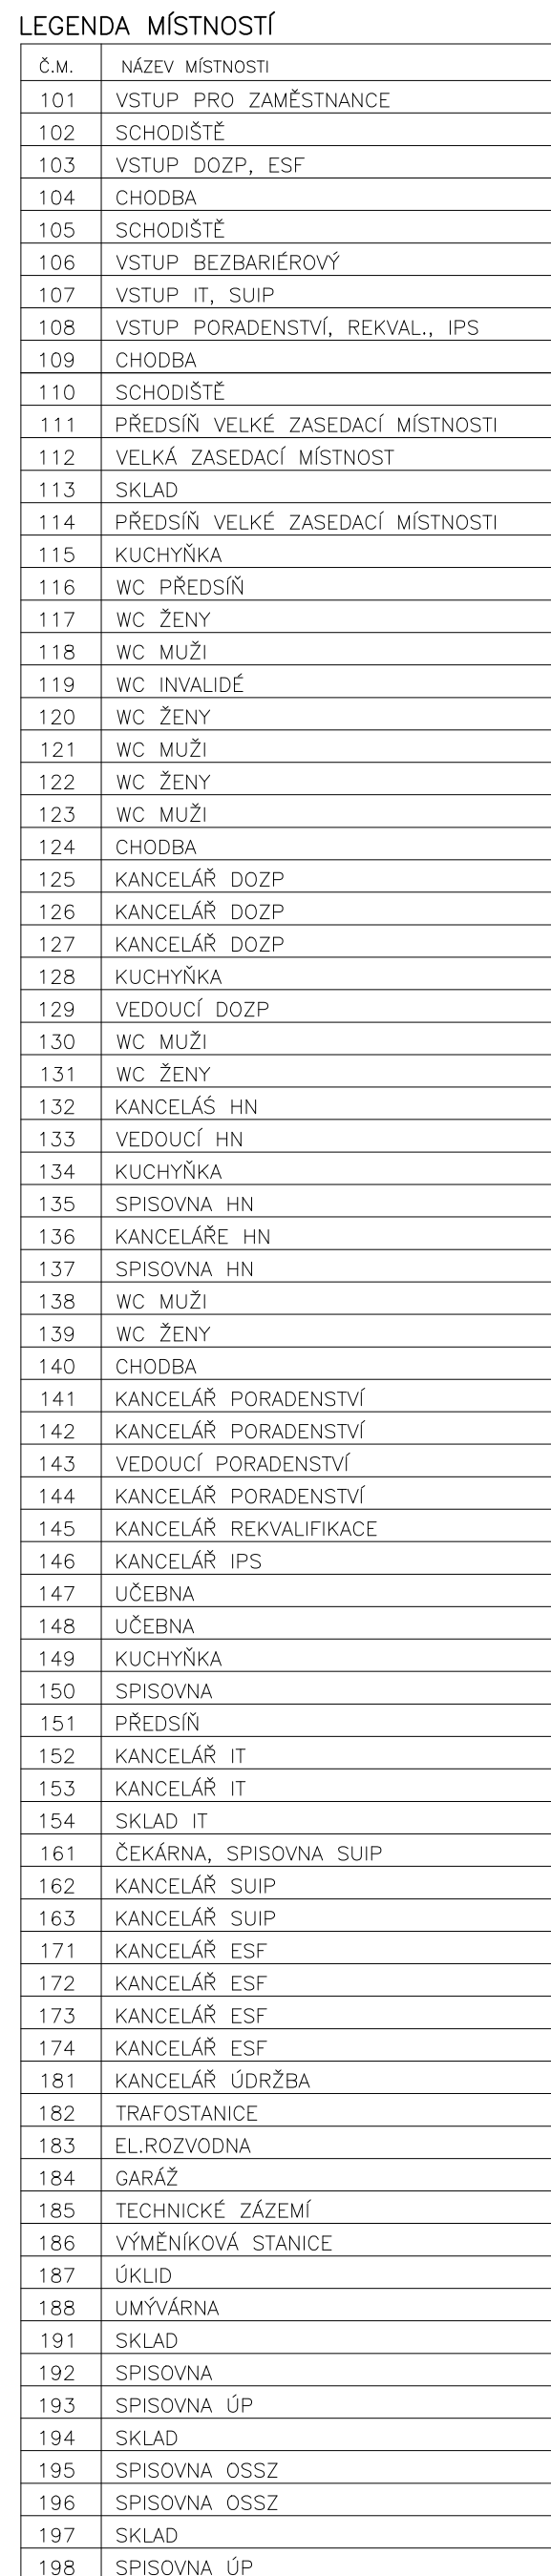 LEGENDA MÍSTNOSTÍ
Č.M. NÁZEV MÍSTNOSTI
101 VSTUP PRO ZAMĚSTNANCE
102 SCHODIŠTĚ
103 VSTUP DOZP, ESF
104 CHODBA
105 SCHODIŠTĚ
106 VSTUP BEZBARIÉROVÝ
107 VSTUP IT, SUIP
108 VSTUP PORADENSTVÍ, REKVAL., IPS
109 CHODBA
110 SCHODIŠTĚ
111 PŘEDSÍŇ VELKÉ ZASEDACÍ MÍSTNOSTI
112 VELKÁ ZASEDACÍ MÍSTNOST
113 SKLAD
114 PŘEDSÍŇ VELKÉ ZASEDACÍ MÍSTNOSTI
115 KUCHYŇKA
116 WC PŘEDSÍŇ
117 WC ŽENY
118 WC MUŽI
119 WC INVALIDÉ
120 WC ŽENY
121 WC MUŽI
122 WC ŽENY
123 WC MUŽI
124 CHODBA
125 KANCELÁŘ DOZP
126 KANCELÁŘ DOZP
127 KANCELÁŘ DOZP
128 KUCHYŇKA
129 VEDOUCÍ DOZP
130 WC MUŽI
131 WC ŽENY
132 KANCELÁŚ HN
133 VEDOUCÍ HN
134 KUCHYŇKA
135 SPISOVNA HN
136 KANCELÁŘE HN
137 SPISOVNA HN
138 WC MUŽI
139 WC ŽENY
140 CHODBA
141 KANCELÁŘ PORADENSTVÍ
142 KANCELÁŘ PORADENSTVÍ
143 VEDOUCÍ PORADENSTVÍ
144 KANCELÁŘ PORADENSTVÍ
145 KANCELÁŘ REKVALIFIKACE
146 KANCELÁŘ IPS
147 UČEBNA
148 UČEBNA
149 KUCHYŇKA
150 SPISOVNA
151 PŘEDSÍŇ
152 KANCELÁŘ IT
153 KANCELÁŘ IT
154 SKLAD IT
161 ČEKÁRNA, SPISOVNA SUIP
162 KANCELÁŘ SUIP
163 KANCELÁŘ SUIP
171 KANCELÁŘ ESF
172 KANCELÁŘ ESF
173 KANCELÁŘ ESF
174 KANCELÁŘ ESF
181 KANCELÁŘ ÚDRŽBA
182 TRAFOSTANICE
183 EL.ROZVODNA
184 GARÁŽ
185 TECHNICKÉ ZÁZEMÍ
186 VÝMĚNÍKOVÁ STANICE
187 ÚKLID
188 UMÝVÁRNA
191 SKLAD
192 SPISOVNA
193 SPISOVNA ÚP
194 SKLAD
195 SPISOVNA OSSZ
196 SPISOVNA OSSZ
197 SKLAD
198 SPISOVNA ÚP